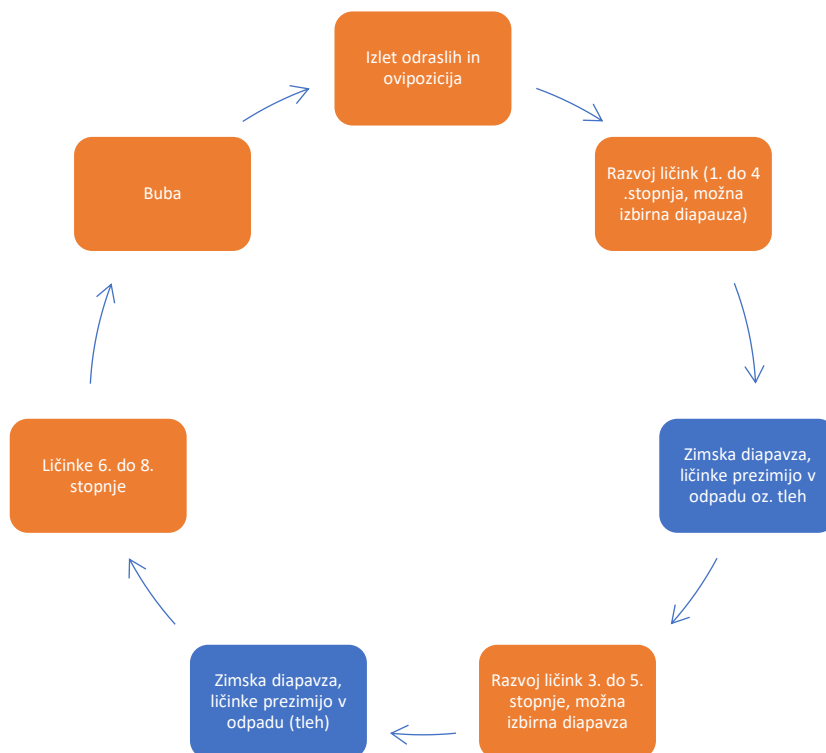 Izlet odraslih in
ovipozicija
Razvoj ličink (1. do 4
.stopnja, možna
izbirna diapauza)
Zimska diapavza,
ličinke prezimijo v
odpadu oz. tleh
Razvoj ličink 3. do 5.
stopnje, možna
izbirna diapavza
Zimska diapavza,
ličinke prezimijo v
odpadu (tleh)
Ličinke 6. do 8.
stopnje
Buba